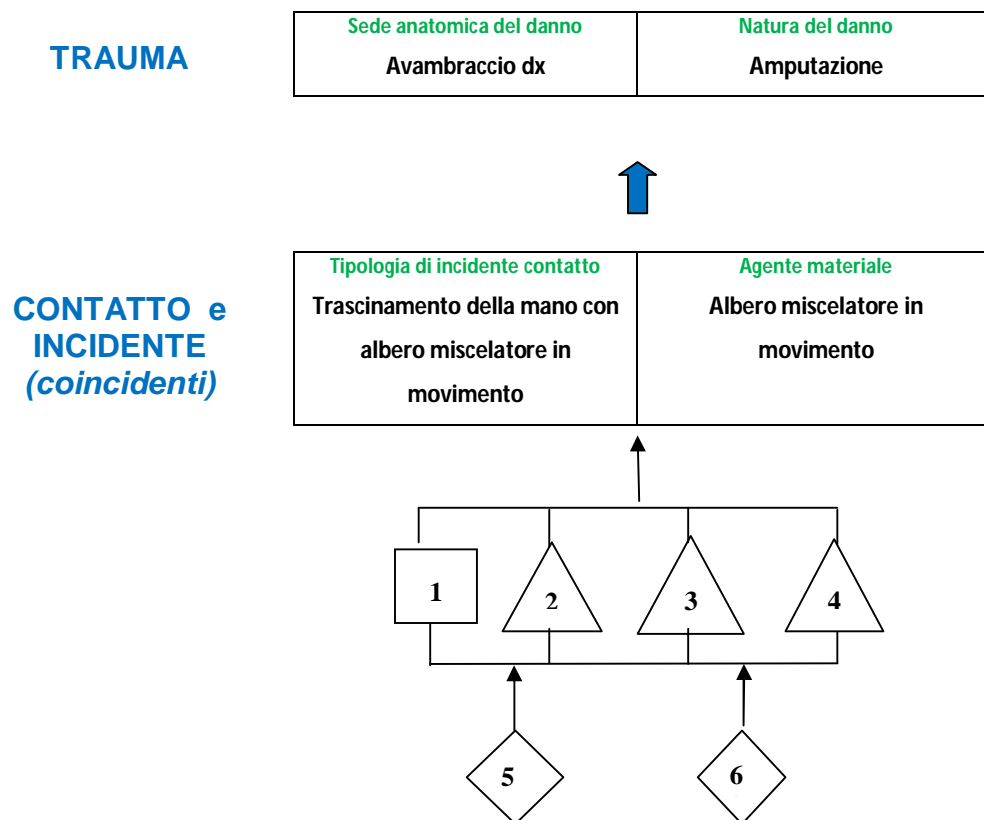 TRAUMA
Sede anatomica del danno
Avambraccio dx
Natura del danno
Amputazione
CONTATTO e
INCIDENTE
(coincidenti)
Tipologia di incidente contatto
Trascinamento della mano con
albero miscelatore in
movimento
Agente materiale
Albero miscelatore in
movimento
1
2
3
4
5
6